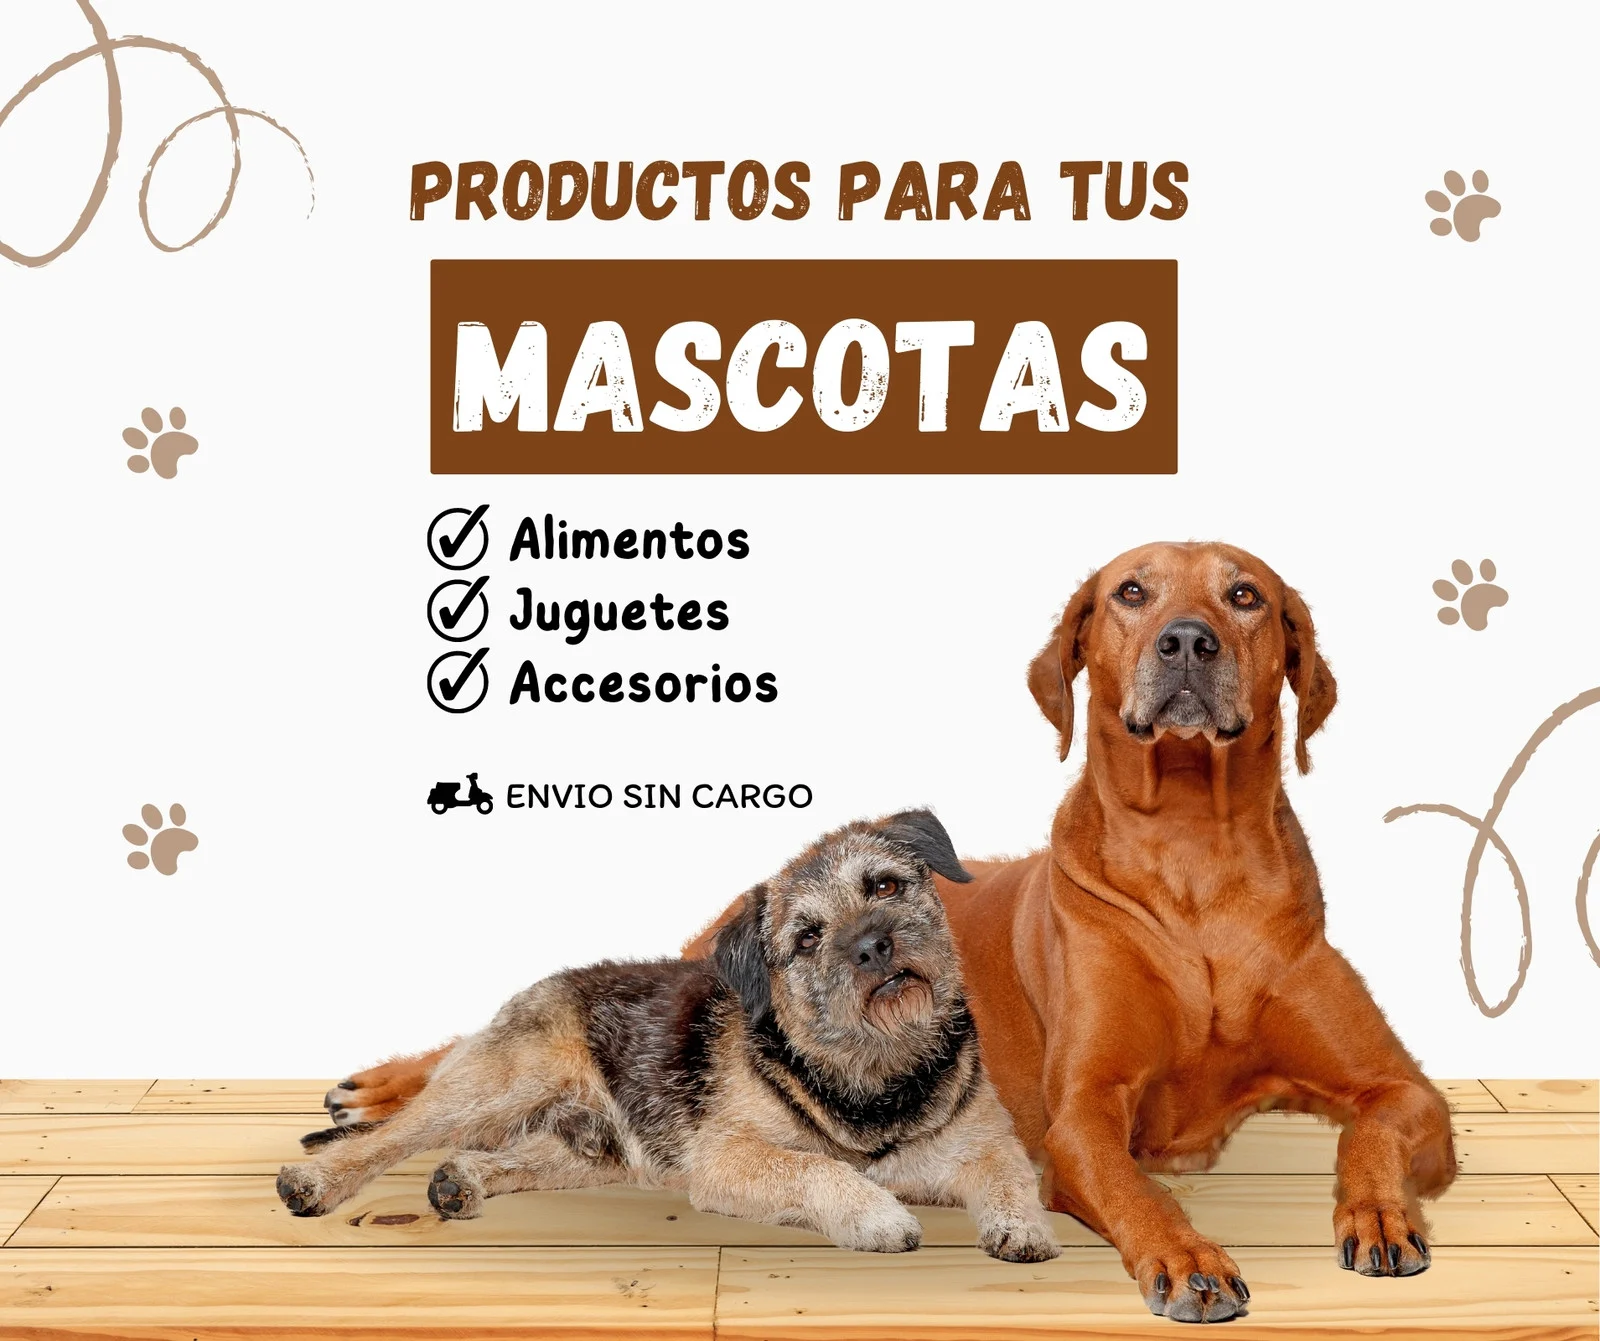 PRODUCTOS PARA TUS
MASCOTAS
Alimentos
Juguetes
Accesorios
ENVIO SIN CARGO